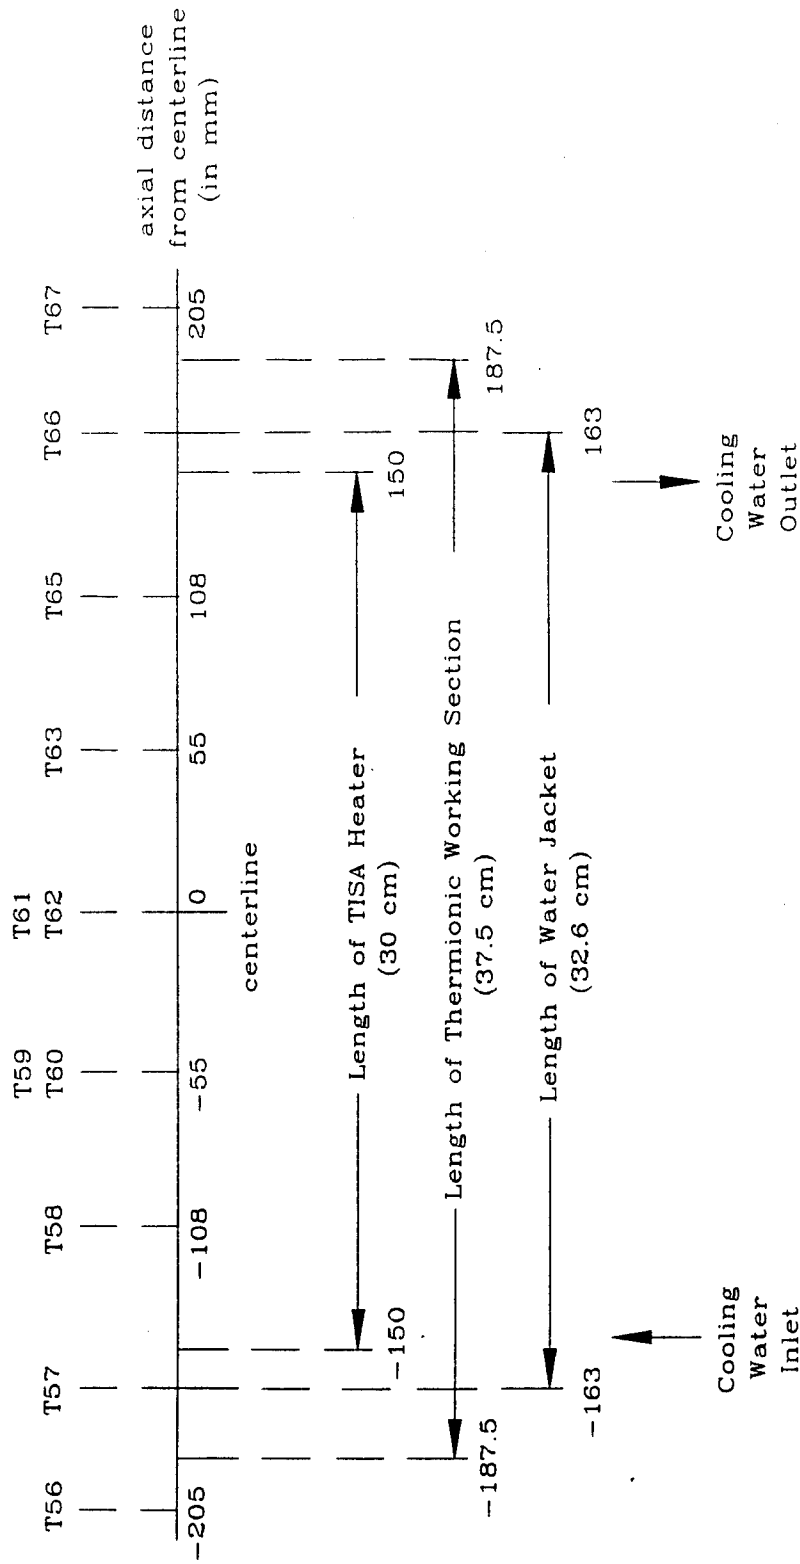 T61
T59
T56 T57 T58 T60 T62 T63 T65 T66 T67
axial distance
from centerline
(in mm)
-205 -108 -55 0 55 108 205
centerline
-150 150
Length of TISA Heater
(30 cm)
-187.5 187.5
Length of Thermionic Working Section
(37.5 cm)
-163 163
Length of Water Jacket
(32.6 cm)
Cooling
Water
Inlet
Cooling
Water
Outlet